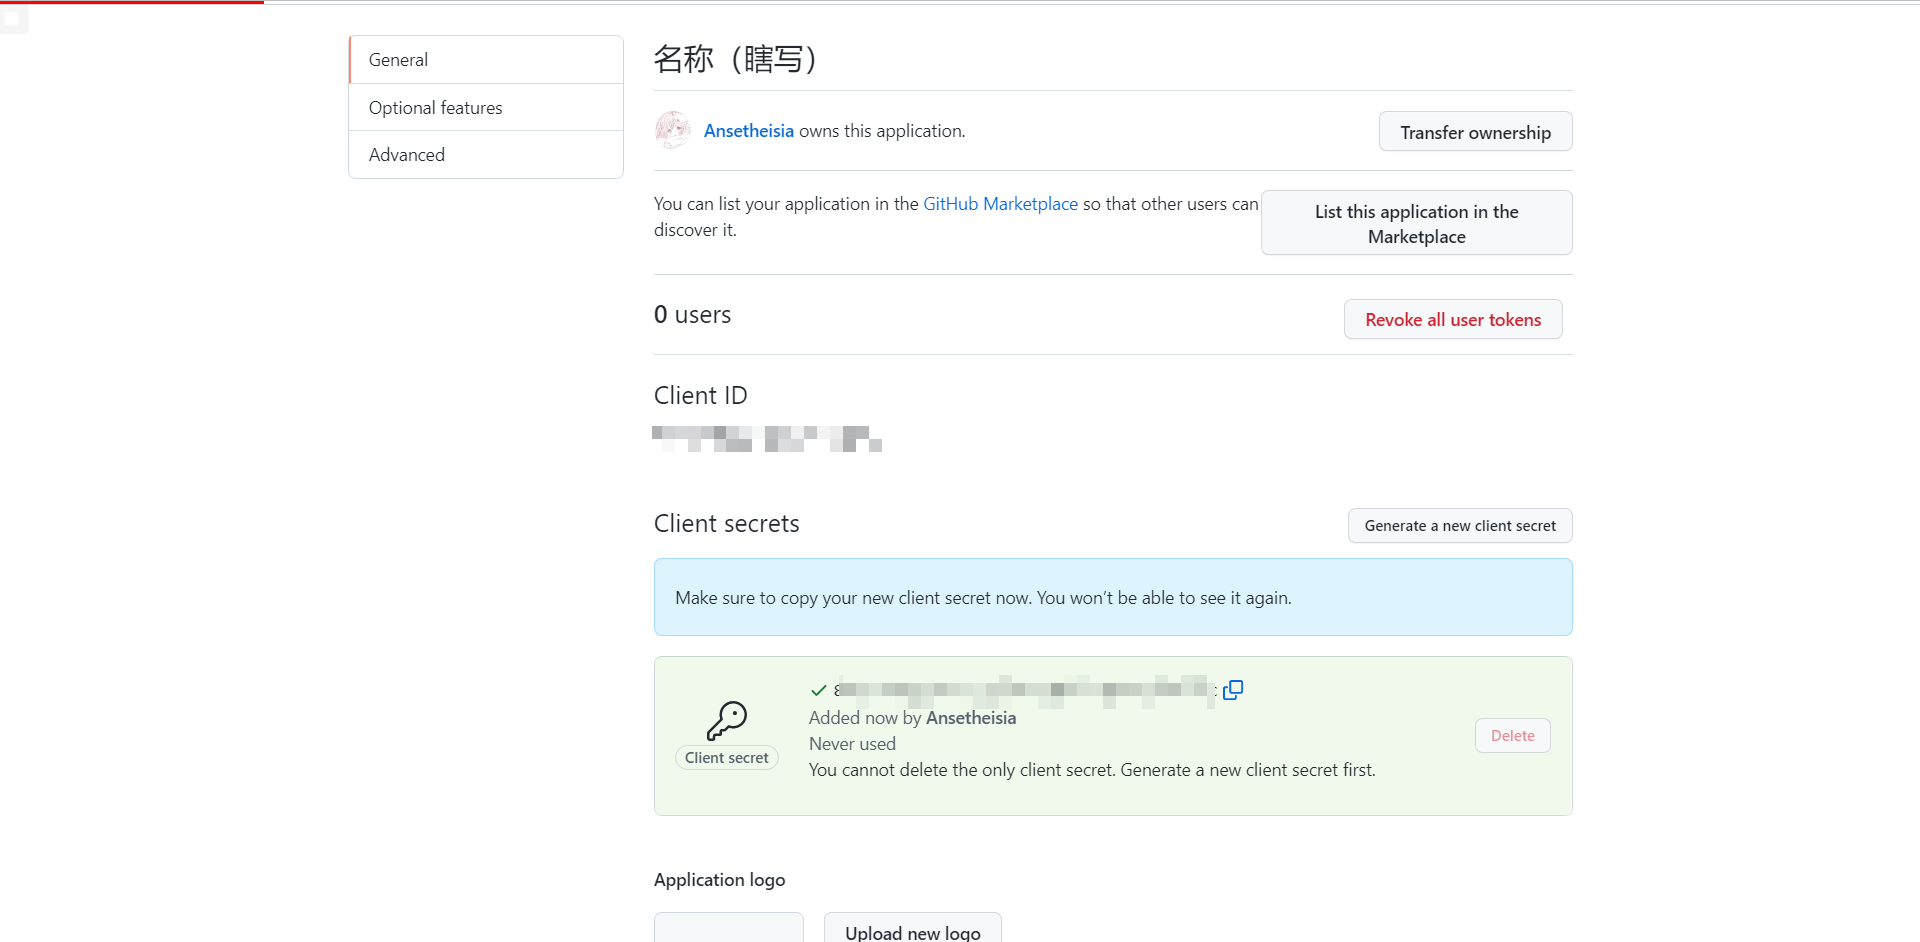 General
Optional features
Advanced
名称（瞎写）
Ansetheisia owns this application.
Transfer ownership
You can list your application in the GitHub Marketplace so that other users can
discover it.
List this application in the
Marketplace
0 users
Revoke all user tokens
Client ID
Client secrets
Generate a new client secret
Make sure to copy your new client secret now. You won’t be able to see it again.
Added now by Ansetheisia
Never used
You cannot delete the only client secret. Generate a new client secret first.
Client secret
Delete
Application logo
Upload new logo